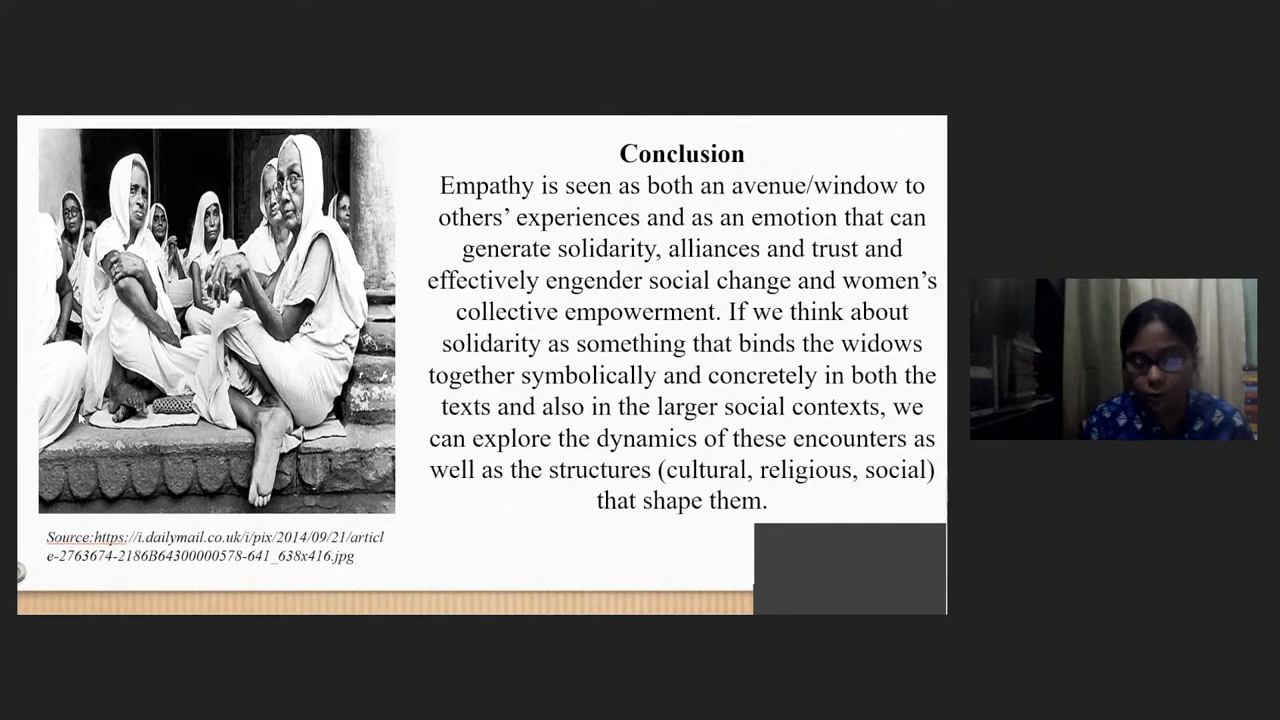 Conclusion
Empathy is seen as both an avenue/window to
others’ experiences and as an emotion that can
generate solidarity, alliances and trust and
effectively engender social change and women’s
collective empowerment. If we think about
solidarity as something that binds the widows
together symbolically and concretely in both the
texts and also in the larger social contexts, we
can explore the dynamics of these encounters as
well as the structures (cultural, religious, social)
that shape them.
Source:https://i.dailymail.co.uk/i/pix/2014/09/21/articl
e-2763674-2186B64300000578-641_638x416.jpg